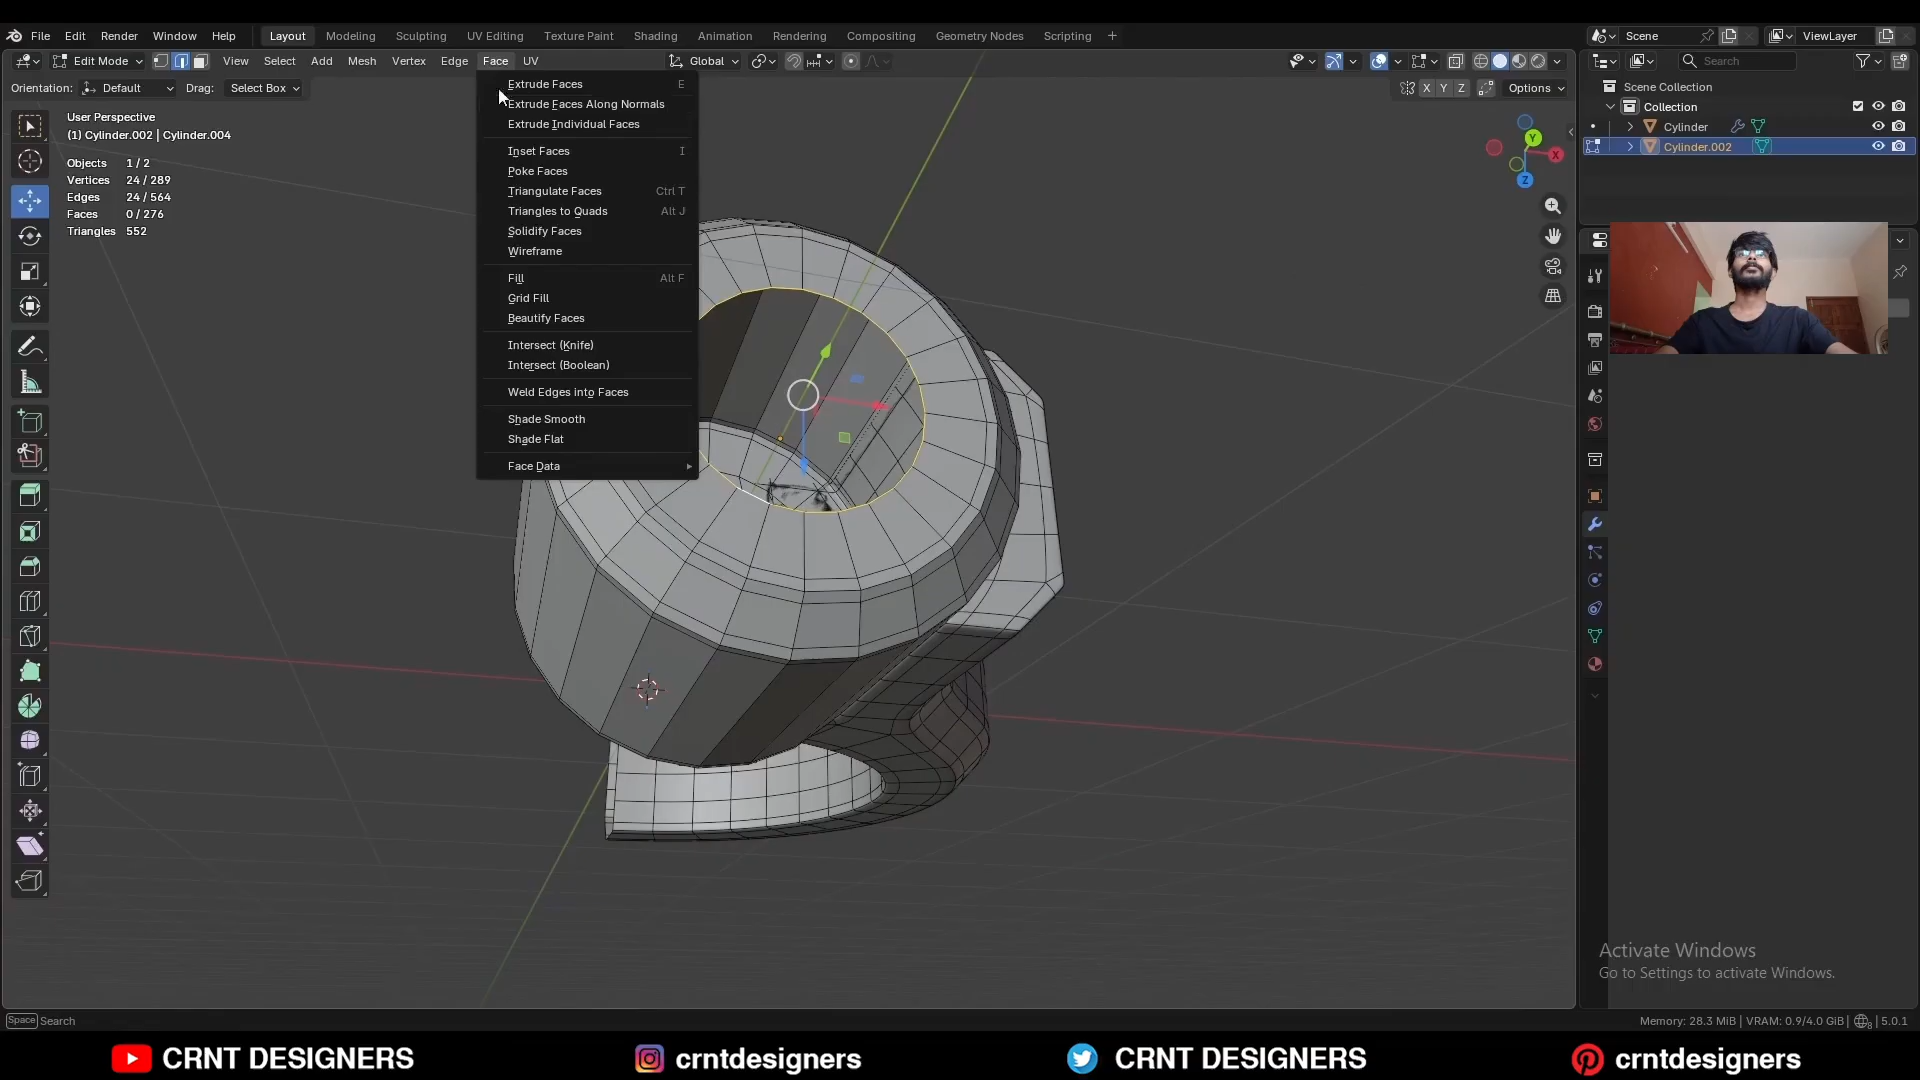 File Edit Render Window Help Layout Modeling Sculpting UV Editing Texture Paint Shading Animation Rendering Compositing Geometry Nodes Scripting + Scene ViewLayer
Edit Mode View Select Add Mesh Vertex Edge Face UV Global Search
Orientation: Default Drag: Select Box X Y Z Options
Scene Collection
Collection
Cylinder
Cylinder.002
User Perspective
(1) Cylinder.002 | Cylinder.004
Objects 1 / 2
Vertices 24 / 289
Edges 24 / 564
Faces 0 / 276
Triangles 552
Extrude Faces E
Extrude Faces Along Normals
Extrude Individual Faces
Inset Faces I
Poke Faces
Triangulate Faces Ctrl T
Triangles to Quads Alt J
Solidify Faces
Wireframe
Fill Alt F
Grid Fill
Beautify Faces
Intersect (Knife)
Intersect (Boolean)
Weld Edges into Faces
Shade Smooth
Shade Flat
Face Data
Y
X
Z
Activate Windows
Go to Settings to activate Windows.
Space Search Memory: 28.3 MiB | VRAM: 0.9/4.0 GiB | 5.0.1
CRNT DESIGNERS crntdesigners CRNT DESIGNERS crntdesigners